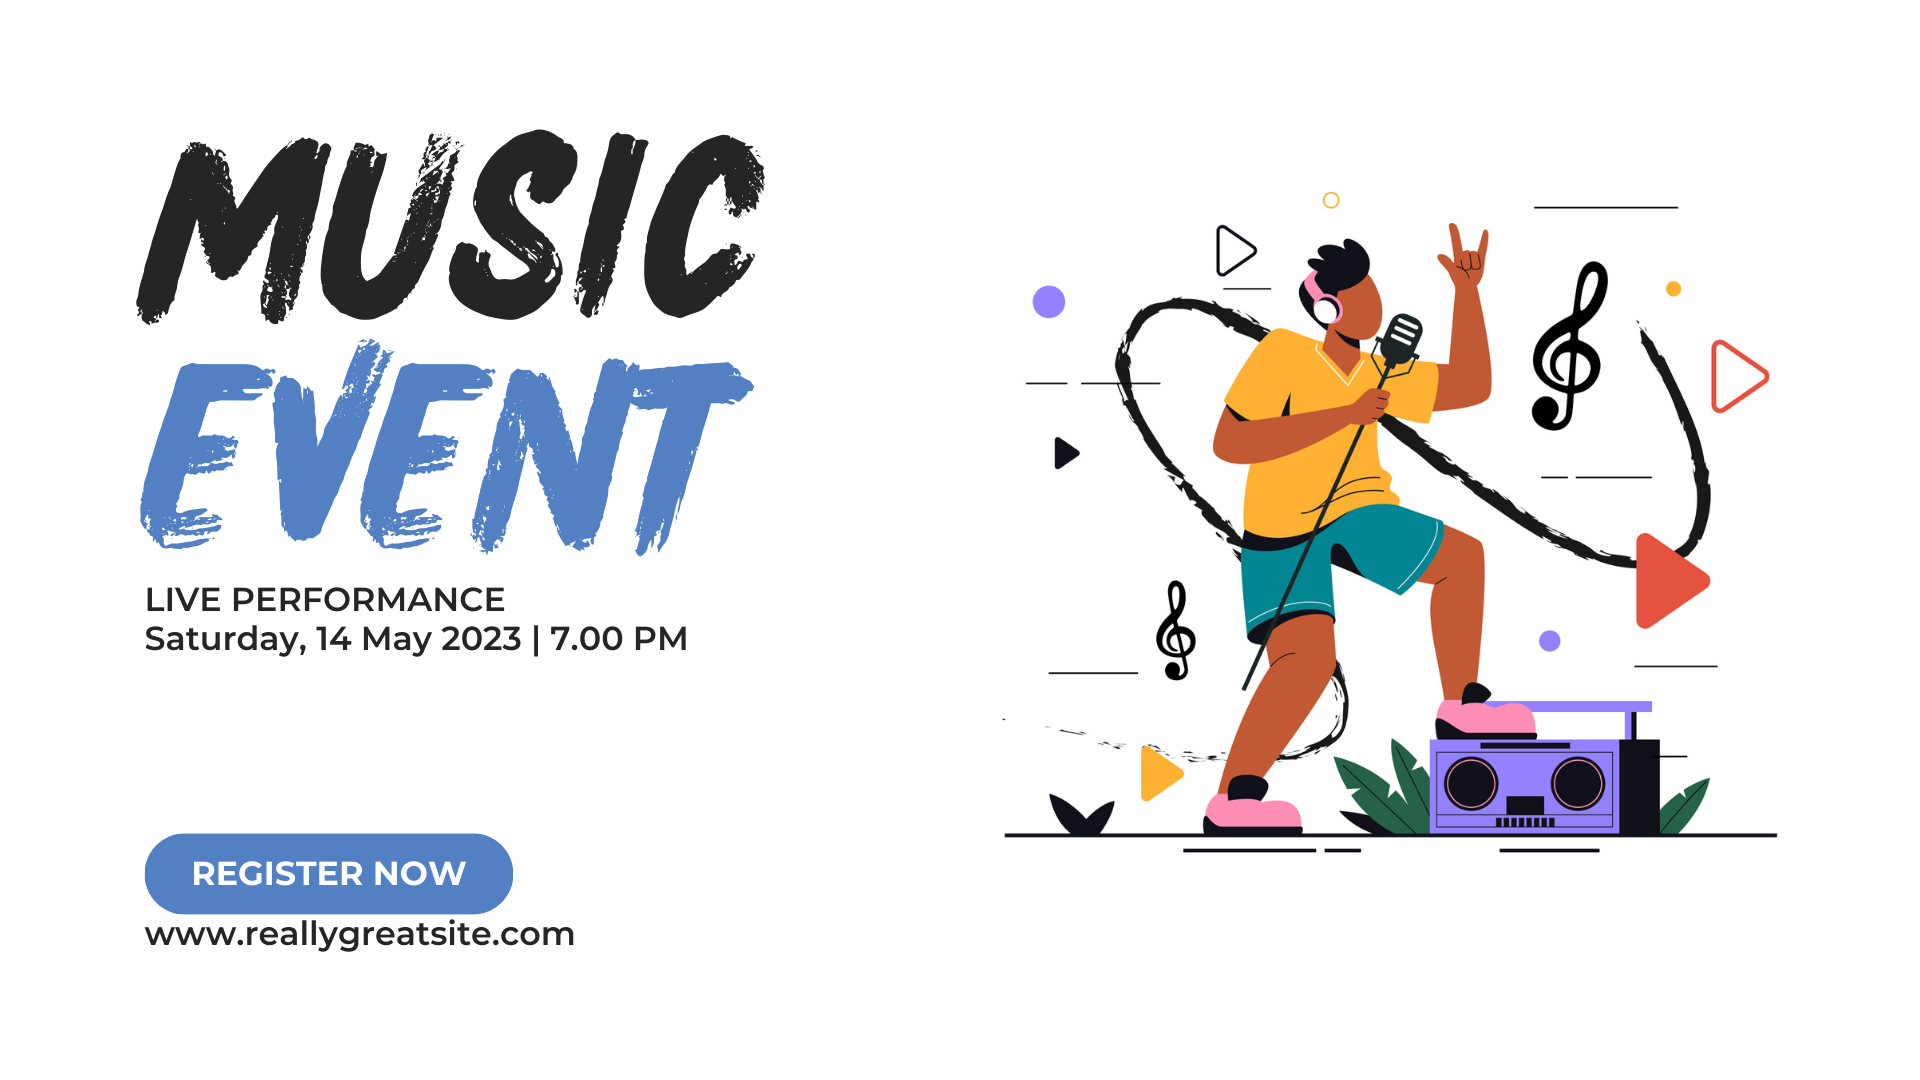 MUSIC
EVENT
LIVE PERFORMANCE
Saturday, 14 May 2023 | 7.00 PM
REGISTER NOW
www.reallygreatsite.com